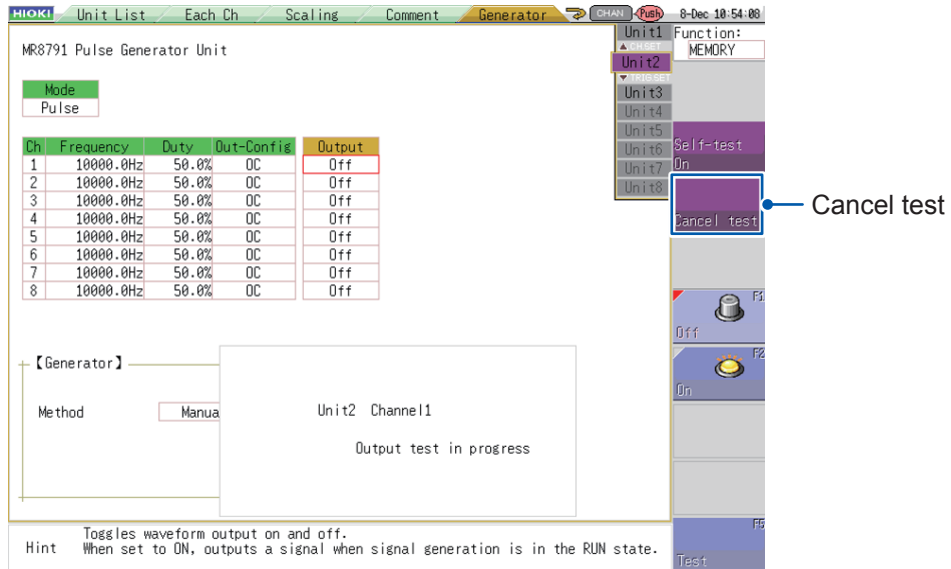 HIOKI Unit List Each Ch Scaling Comment Generator CHAN Push 8-Dec 10:54:08
MR8791 Pulse Generator Unit
Mode
Pulse
Ch Frequency Duty Out-Config Output
1 10000.0Hz 50.0% OC Off
2 10000.0Hz 50.0% OC Off
3 10000.0Hz 50.0% OC Off
4 10000.0Hz 50.0% OC Off
5 10000.0Hz 50.0% OC Off
6 10000.0Hz 50.0% OC Off
7 10000.0Hz 50.0% OC Off
8 10000.0Hz 50.0% OC Off
【Generator】
Method Manua
Unit2 Channel1
Output test in progress
Hint Toggles waveform output on and off.
When set to ON, outputs a signal when signal generation is in the RUN state.
Unit1
▲CH.SET
Unit2
▼TRIG SET
Unit3
Unit4
Unit5
Unit6
Unit7
Unit8
Function:
MEMORY
Self-test
On
Cancel test
F1
Off
F2
On
F5
Test
Cancel test